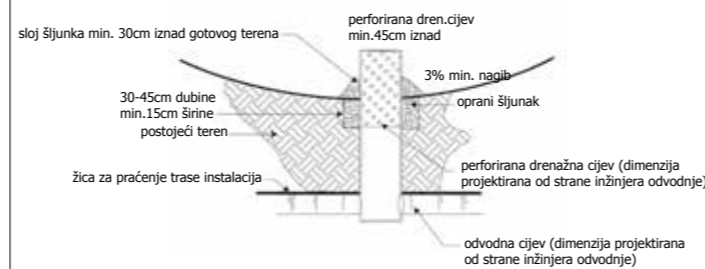 perforirana dren.cijev
min.45cm iznad
sloj šljunka min. 30cm iznad gotovog terena
3% min. nagib
30-45cm dubine
min.15cm širine
oprani šljunak
postojeći teren
perforirana drenažna cijev (dimenzija
projektirana od strane inžinjera odvodnje)
žica za praćenje trase instalacija
odvodna cijev (dimenzija projektirana
od strane inžinjera odvodnje)